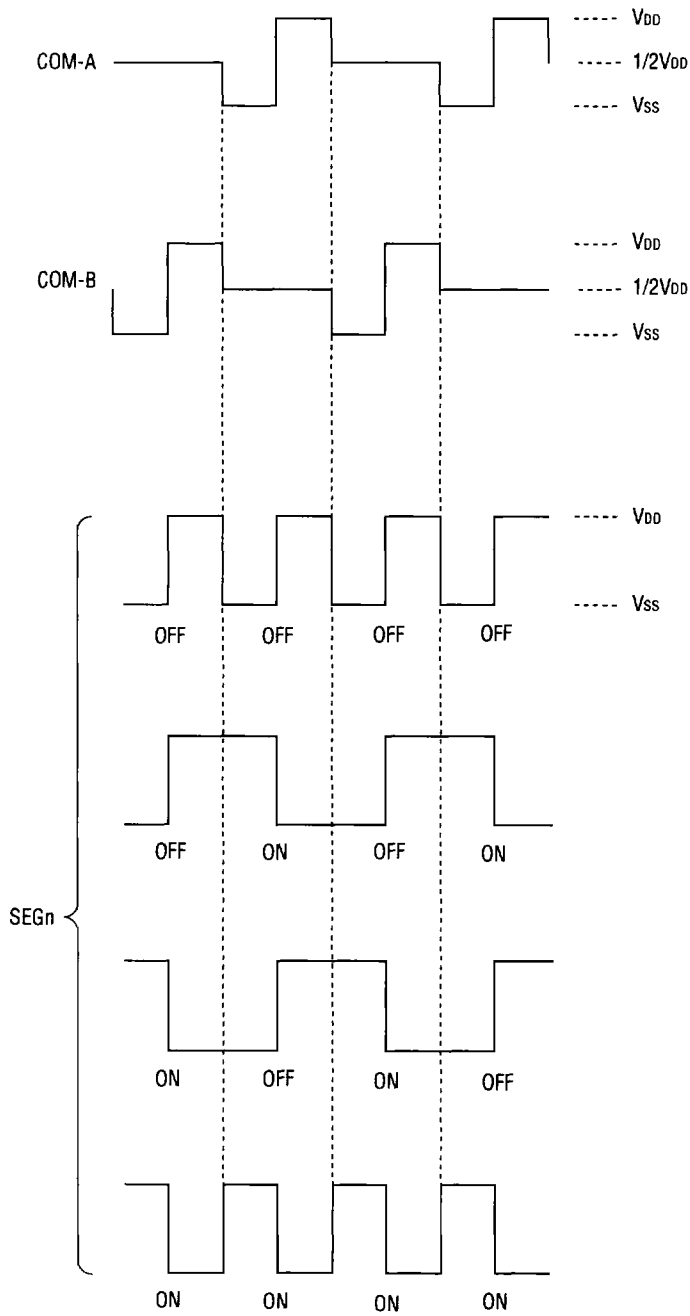 VDD
COM-A
1/2VDD
VSS
VDD
COM-B
1/2VDD
VSS
VDD
VSS
OFF OFF OFF OFF
OFF ON OFF ON
SEGn
ON OFF ON OFF
ON ON ON ON